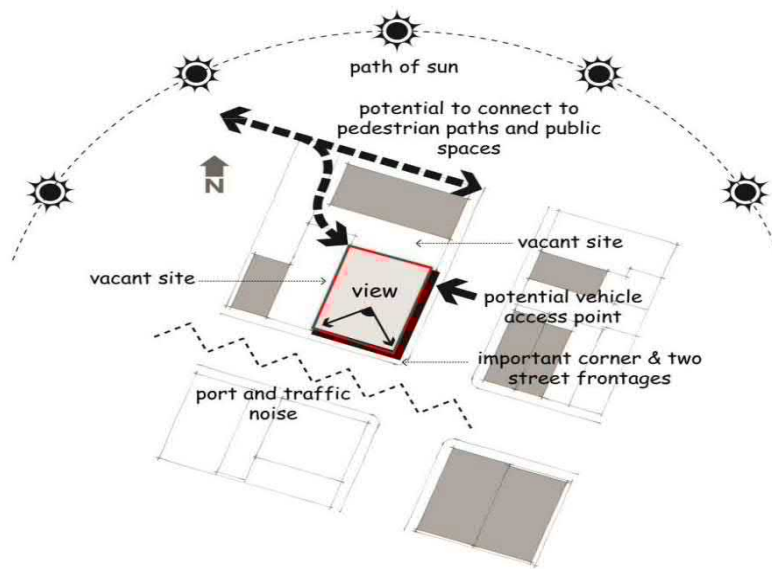 path of sun
potential to connect to
pedestrian paths and public
spaces
N
vacant site
vacant site
view
potential vehicle
access point
important corner & two
street frontages
port and traffic
noise